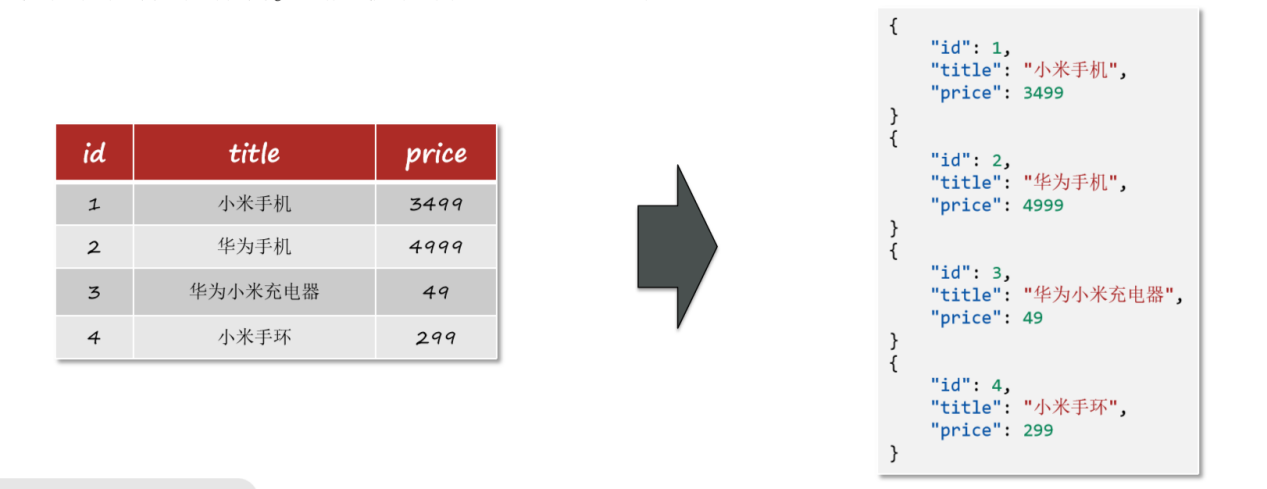 id title price
1 小米手机 3499
2 华为手机 4999
3 华为小米充电器 49
4 小米手环 299
{
"id": 1,
"title": "小米手机",
"price": 3499
}
{
"id": 2,
"title": "华为手机",
"price": 4999
}
{
"id": 3,
"title": "华为小米充电器",
"price": 49
}
{
"id": 4,
"title": "小米手环",
"price": 299
}